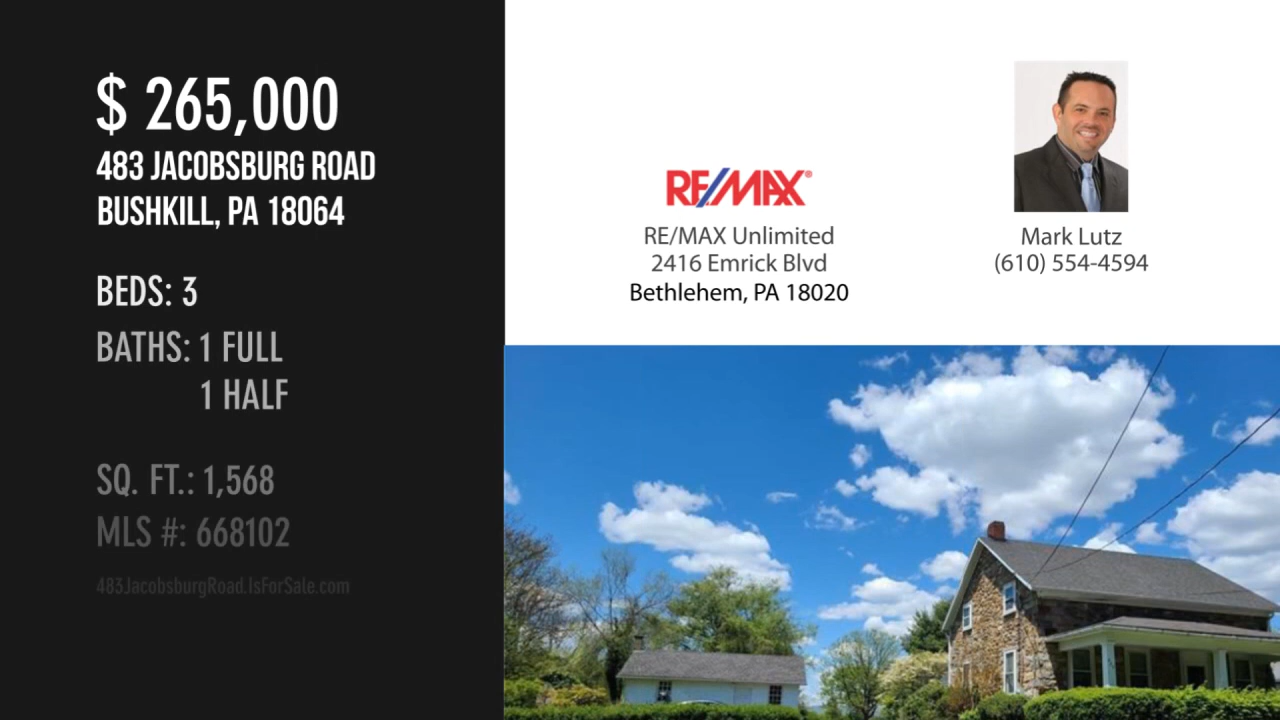 $ 265,000
483 JACOBSBURG ROAD
BUSHKILL, PA 18064
BEDS: 3
BATHS: 1 FULL
1 HALF
SQ. FT.: 1,568
MLS #: 668102
483JacobsburgRoad.IsForSale.com
RE/MAX®
RE/MAX Unlimited
2416 Emrick Blvd
Bethlehem, PA 18020
Mark Lutz
(610) 554-4594